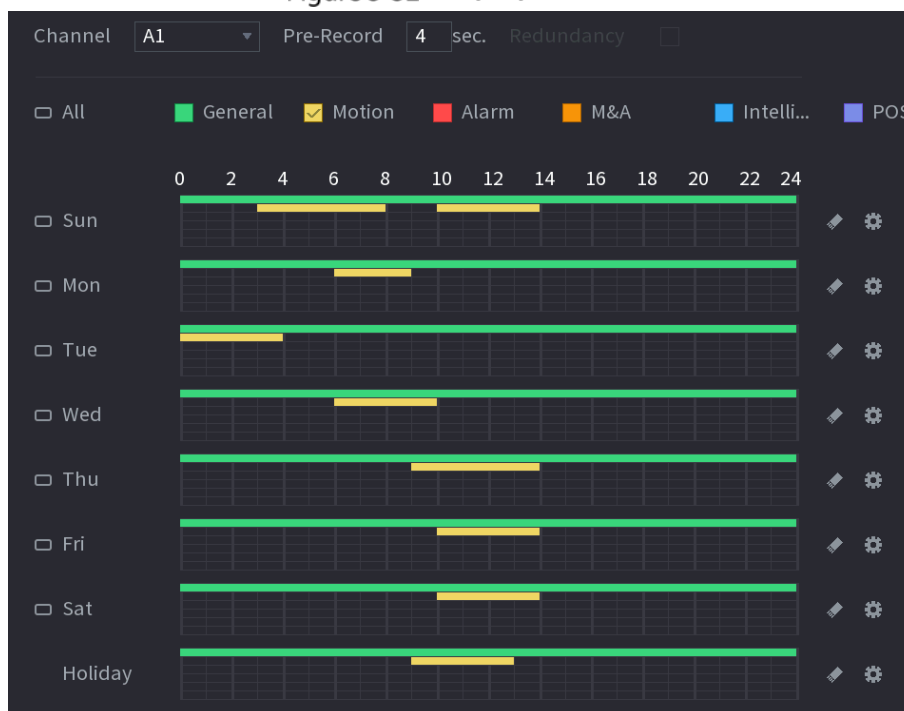 Channel A1 Pre-Record 4 sec. Redundancy
All General Motion Alarm M&A Intelli... POS
0 2 4 6 8 10 12 14 16 18 20 22 24
Sun
Mon
Tue
Wed
Thu
Fri
Sat
Holiday